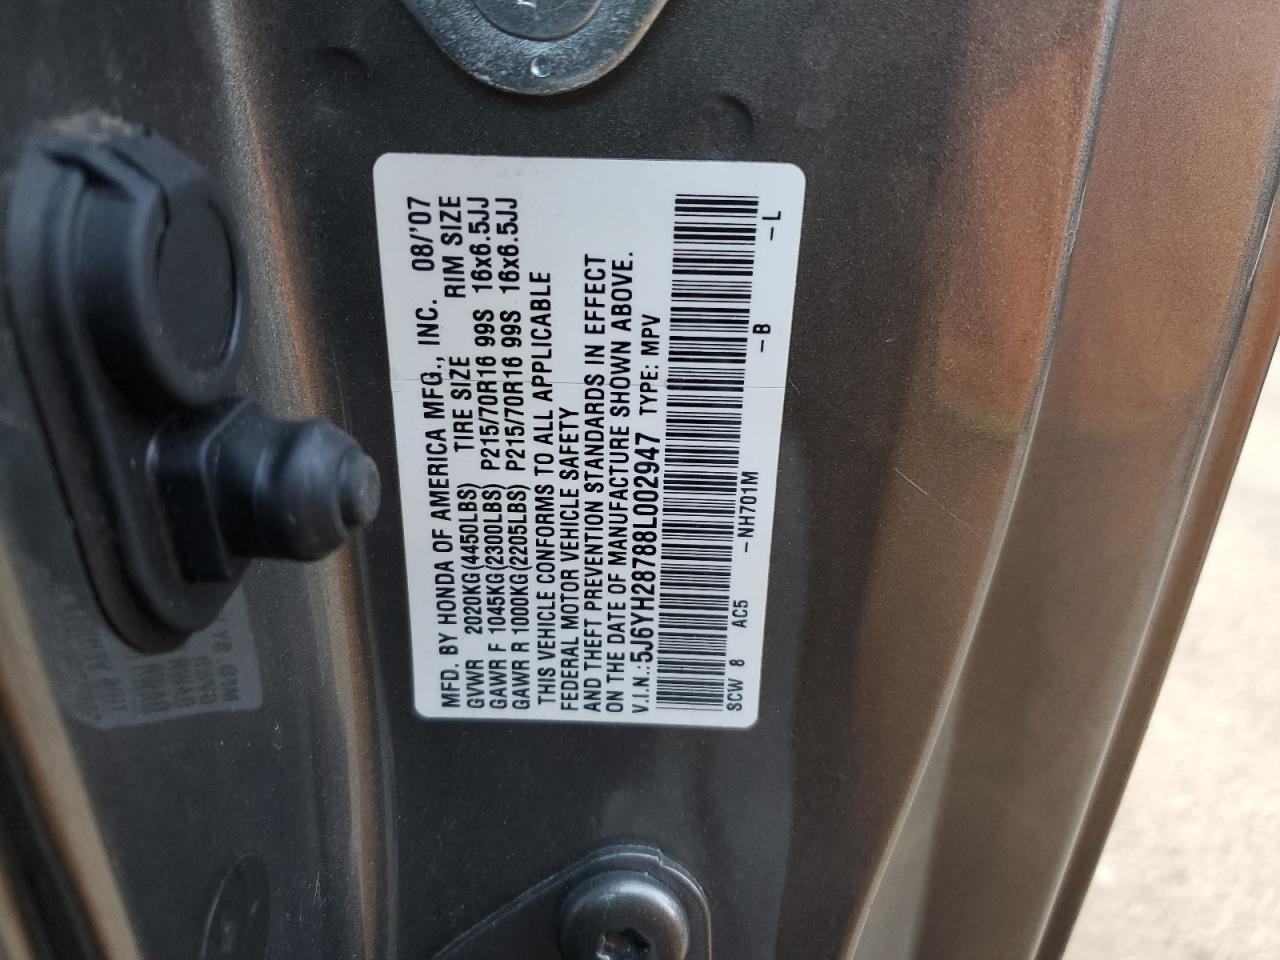 MFD. BY HONDA OF AMERICA MFG., INC. 08/'07
GVWR 2020KG(4450LBS) TIRE SIZE RIM SIZE
GAWR F 1045KG(2300LBS) P215/70R16 99S 16x6.5JJ
GAWR R 1000KG(2205LBS) P215/70R16 99S 16x6.5JJ
THIS VEHICLE CONFORMS TO ALL APPLICABLE
FEDERAL MOTOR VEHICLE SAFETY
AND THEFT PREVENTION STANDARDS IN EFFECT
ON THE DATE OF MANUFACTURE SHOWN ABOVE.
V.I.N.:5J6YH28788L002947 TYPE: MPV
SCW 8 AC5 -NH701M -B -L